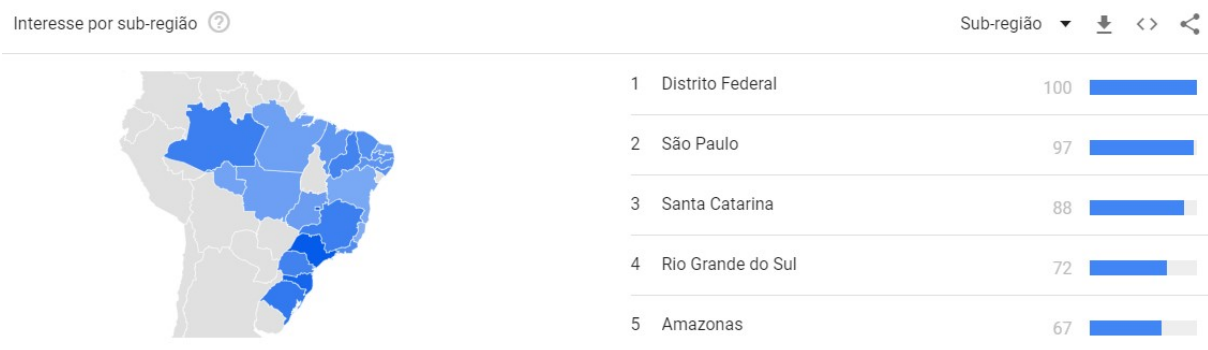 Interesse por sub-região ?
Sub-região
1 Distrito Federal 100
2 São Paulo 97
3 Santa Catarina 88
4 Rio Grande do Sul 72
5 Amazonas 67